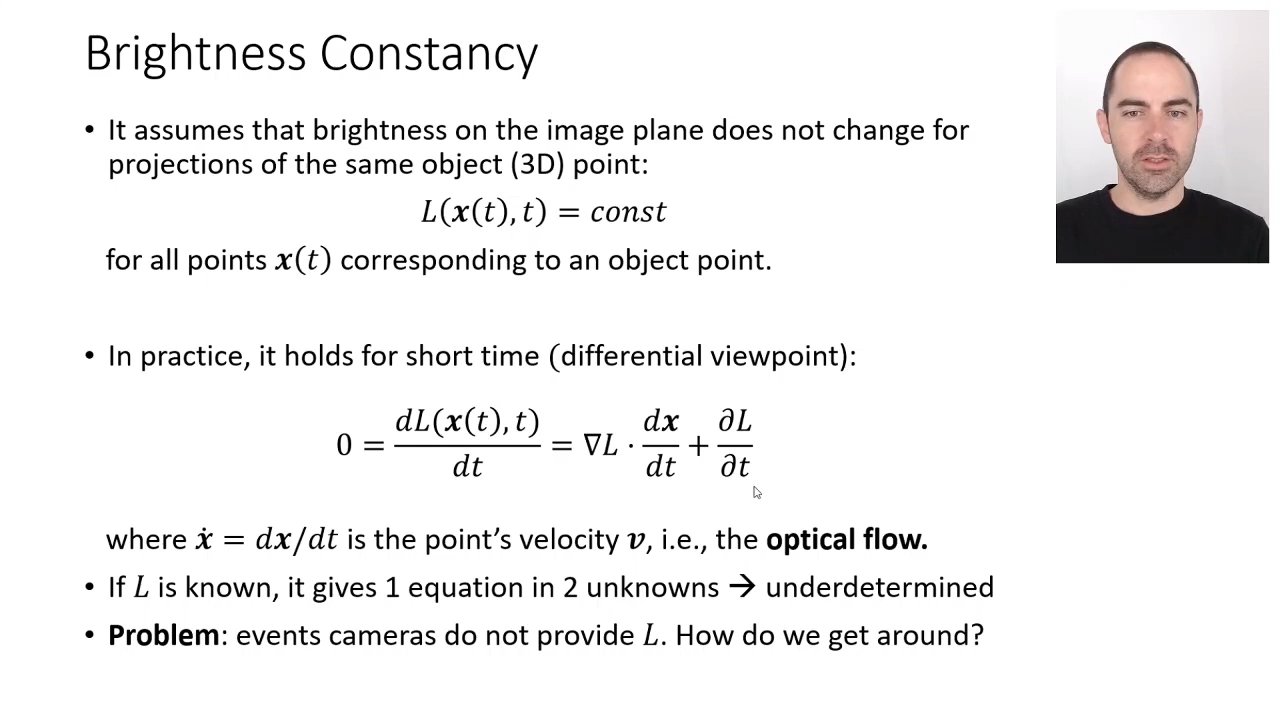 Brightness Constancy
• It assumes that brightness on the image plane does not change for
projections of the same object (3D) point:
L(x(t), t) = const
for all points x(t) corresponding to an object point.
• In practice, it holds for short time (differential viewpoint):
0 = dL(x(t), t)/dt = ∇L · dx/dt + ∂L/∂t
where ẋ = dx/dt is the point’s velocity v, i.e., the optical flow.
• If L is known, it gives 1 equation in 2 unknowns → underdetermined
• Problem: events cameras do not provide L. How do we get around?